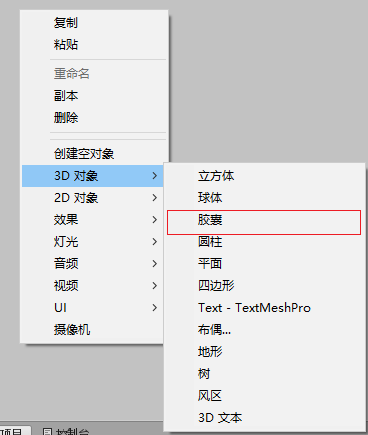 复制
粘贴
重命名
副本
删除
创建空对象
3D 对象
2D 对象
效果
灯光
音频
视频
UI
摄像机
立方体
球体
胶囊
圆柱
平面
四边形
Text - TextMeshPro
布偶...
地形
树
风区
3D 文本
项目
控制台